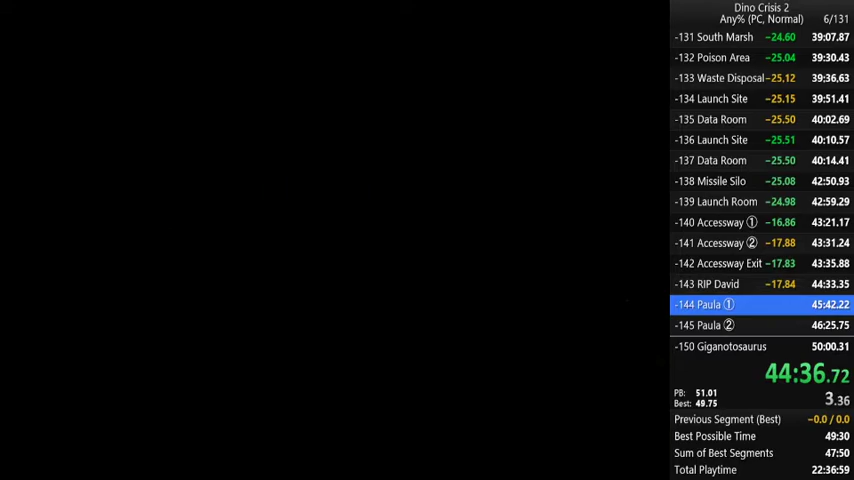 Dino Crisis 2
Any% (PC, Normal) 6/131
-131 South Marsh −24.60 39:07.87
-132 Poison Area −25.04 39:30.43
-133 Waste Disposal −25.12 39:36.63
-134 Launch Site −25.15 39:51.41
-135 Data Room −25.50 40:02.69
-136 Launch Site −25.51 40:10.57
-137 Data Room −25.50 40:14.41
-138 Missile Silo −25.08 42:50.93
-139 Launch Room −24.98 42:59.29
-140 Accessway ① −16.86 43:21.17
-141 Accessway ② −17.88 43:31.24
-142 Accessway Exit −17.83 43:35.88
-143 RIP David −17.84 44:33.35
-144 Paula ① 45:42.22
-145 Paula ② 46:25.75
-150 Giganotosaurus 50:00.31
44:36.72
PB: 51.01
Best: 49.75
3.36
Previous Segment (Best) −0.0 / 0.0
Best Possible Time 49:30
Sum of Best Segments 47:50
Total Playtime 22:36:59